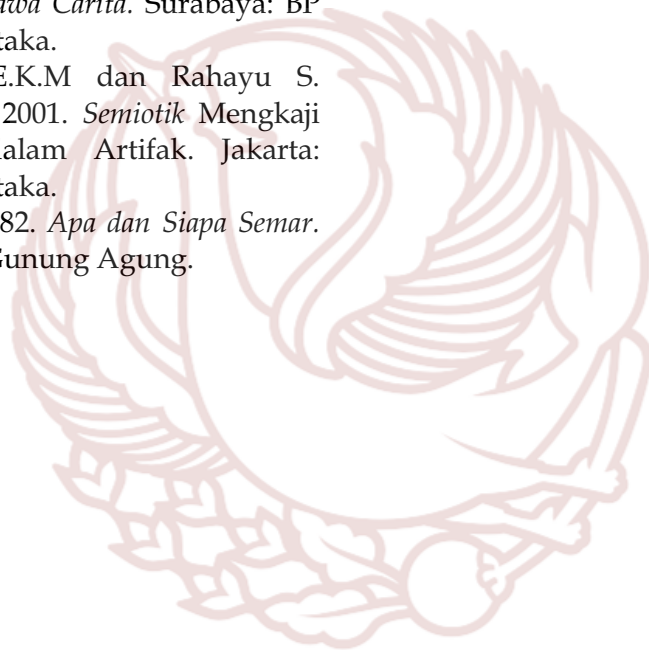 awa Carita. Surabaya: BP
taka.
E.K.M dan Rahayu S.
2001. Semiotik Mengkaji
alam Artifak. Jakarta:
taka.
82. Apa dan Siapa Semar.
Gunung Agung.